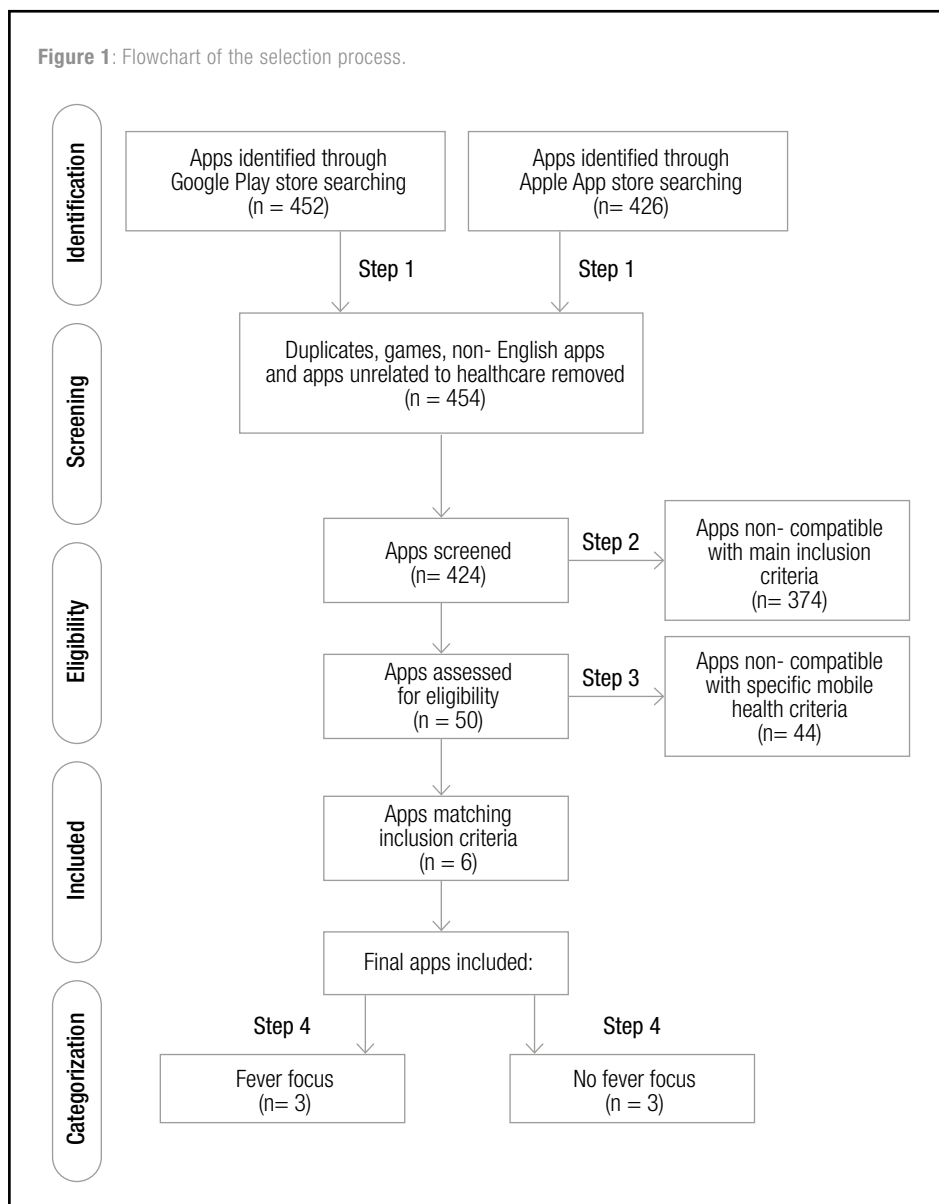 Figure 1: Flowchart of the selection process.
Identification
Apps identified through
Google Play store searching
(n = 452)
Apps identified through
Apple App store searching
(n= 426)
Step 1
Step 1
Screening
Duplicates, games, non- English apps
and apps unrelated to healthcare removed
(n = 454)
Apps screened
(n= 424)
Step 2
Apps non- compatible
with main inclusion
criteria
(n= 374)
Eligibility
Apps assessed
for eligibility
(n = 50)
Step 3
Apps non- compatible
with specific mobile
health criteria
(n= 44)
Included
Apps matching
inclusion criteria
(n = 6)
Final apps included:
Categorization
Step 4
Step 4
Fever focus
(n= 3)
No fever focus
(n = 3)